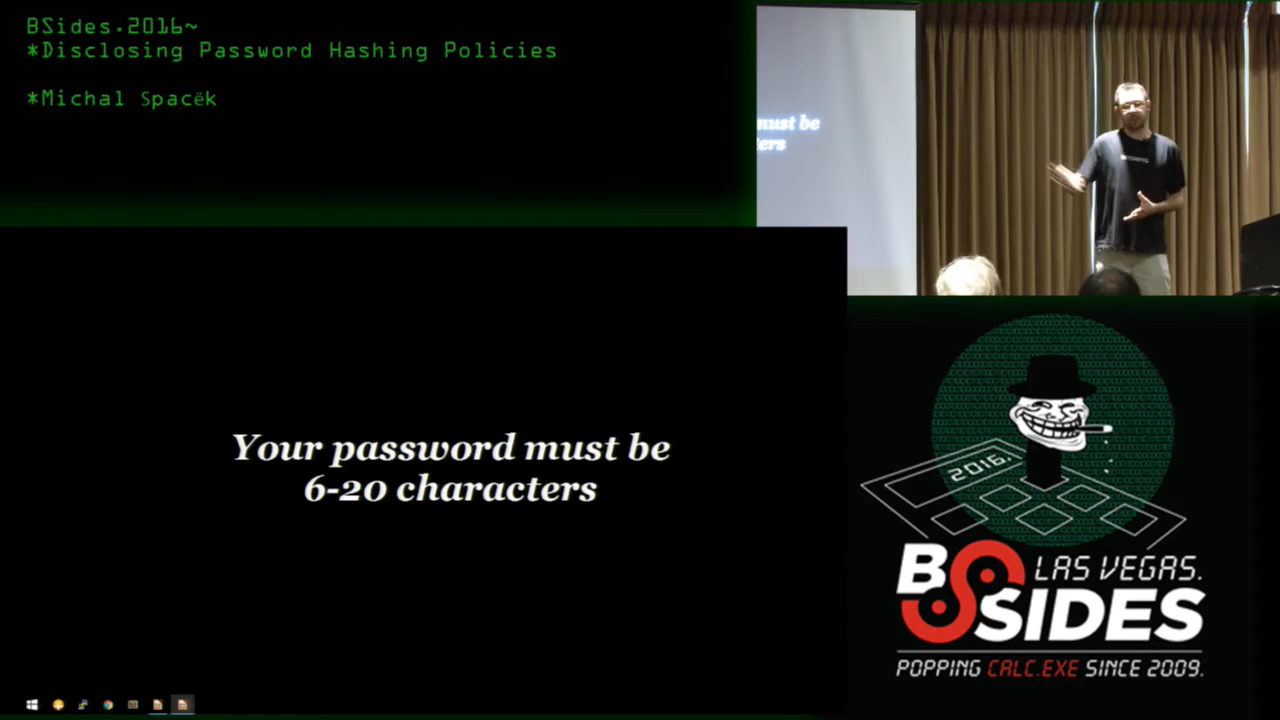 BSides.2016~
*Disclosing Password Hashing Policies
*Michal Spacëk
must be
ters
Your password must be
6-20 characters
2016.
BSIDES
LAS VEGAS.
POPPING CALC.EXE SINCE 2009.